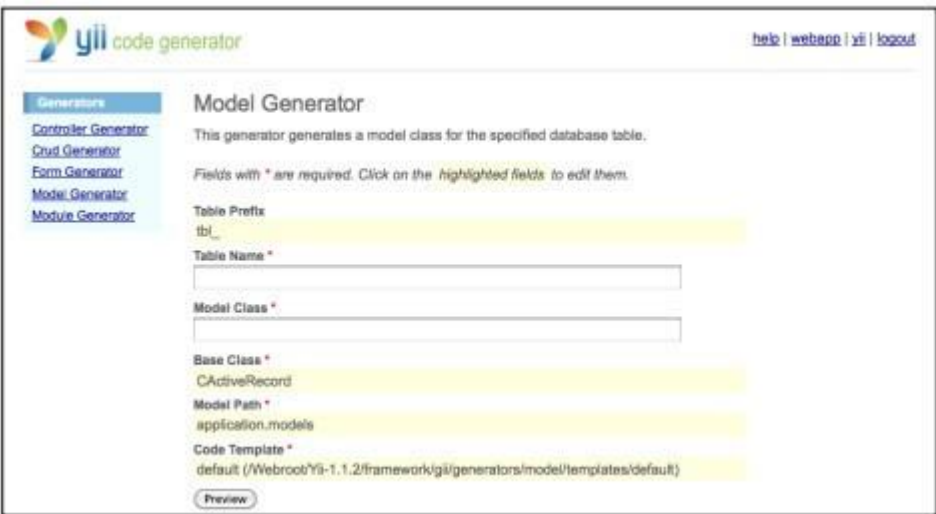 yii code generator
help | webapp | yii | logout
Generators
Controller Generator
Crud Generator
Form Generator
Model Generator
Module Generator
Model Generator
This generator generates a model class for the specified database table.
Fields with * are required. Click on the highlighted fields to edit them.
Table Prefix
tbl_
Table Name *
Model Class *
Base Class *
CActiveRecord
Model Path *
application.models
Code Template *
default (/Webroot/Yii-1.1.2/framework/gii/generators/model/templates/default)
Preview